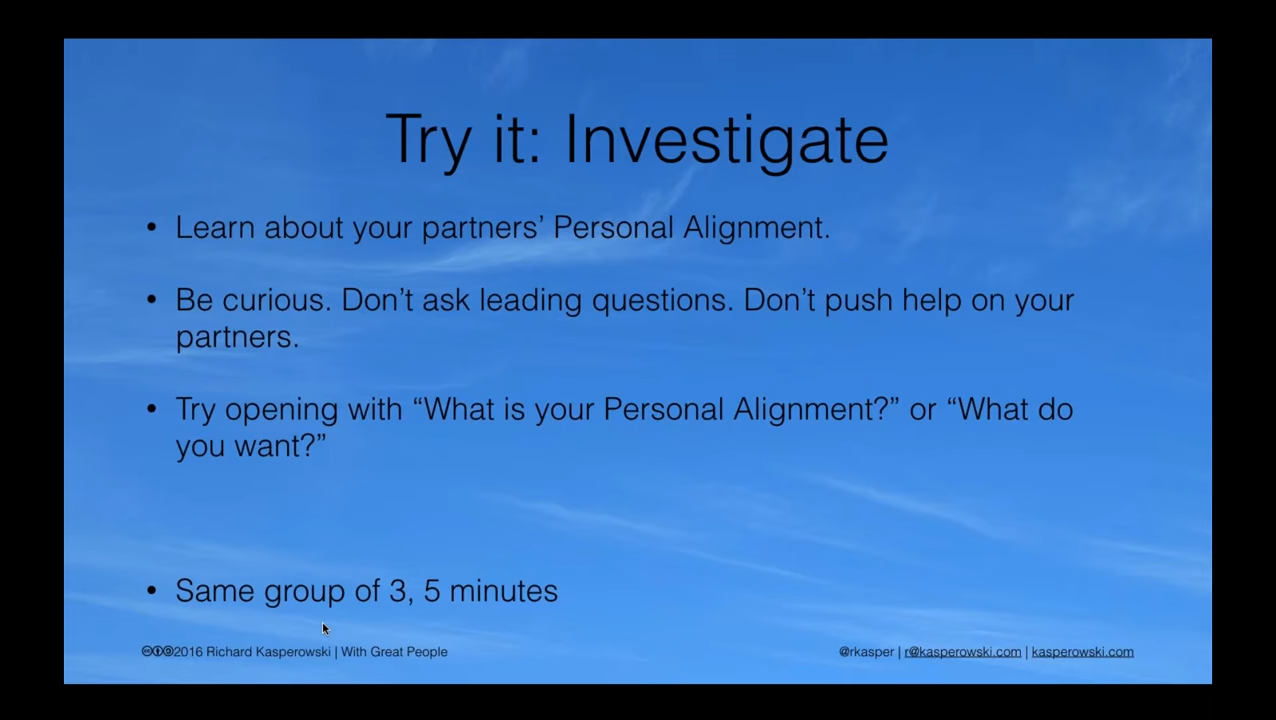 Try it: Investigate
• Learn about your partners’ Personal Alignment.
• Be curious. Don’t ask leading questions. Don’t push help on your
partners.
• Try opening with “What is your Personal Alignment?” or “What do
you want?”
• Same group of 3, 5 minutes
2016 Richard Kasperowski | With Great People
@rkasper | r@kasperowski.com | kasperowski.com